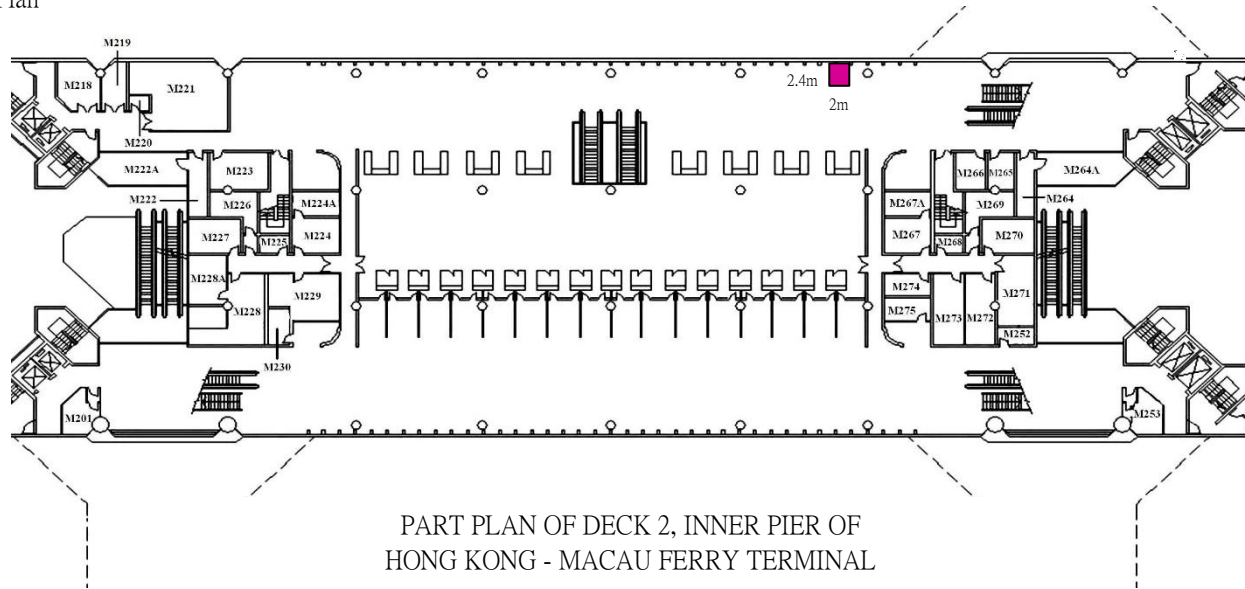 M219
M218
M221
2.4m
2m
M220
M222A
M223
M266
M265
M264A
M222
M226
M224A
M267A
M269
M264
M227
M225
M224
M267
M268
M270
M228A
M228
M229
M274
M275
M273
M272
M271
M252
M230
M201
M253
PART PLAN OF DECK 2, INNER PIER OF
HONG KONG - MACAU FERRY TERMINAL